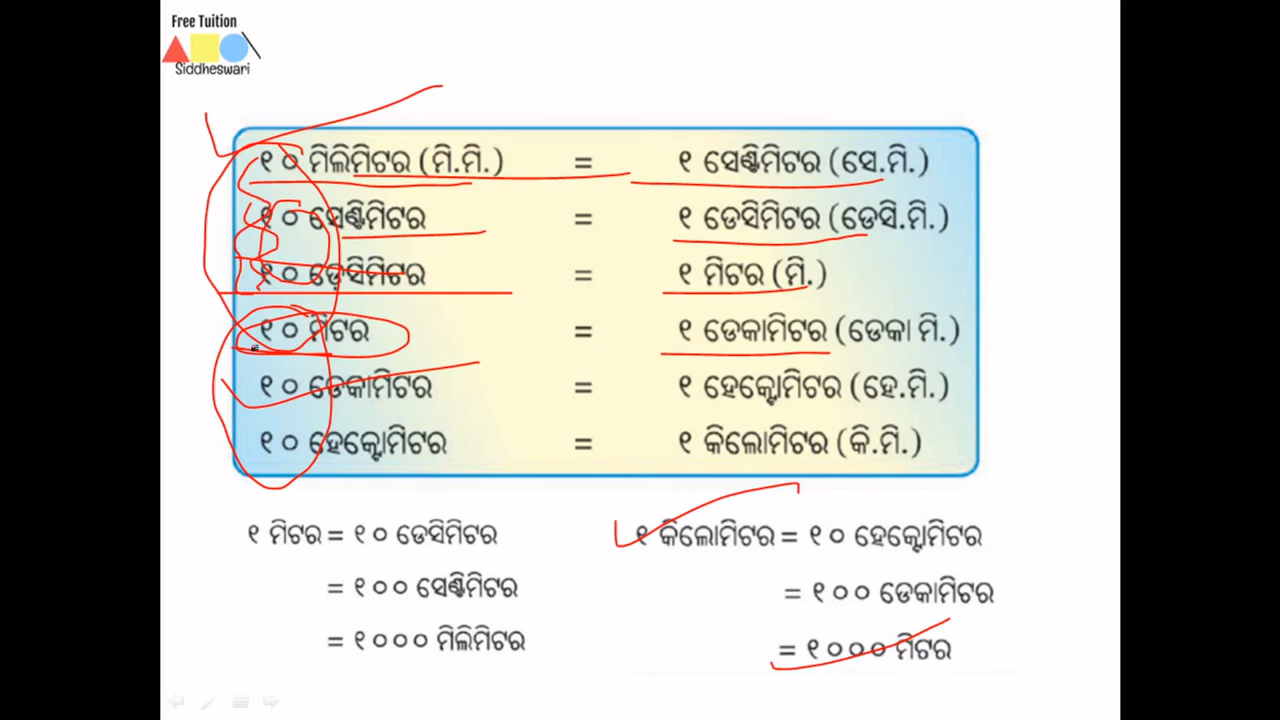 Free Tuition
Siddheswari
୧୦ ମିଲିମିଟର (ମି.ମି.) = ୧ ସେଣ୍ଟିମିଟର (ସେ.ମି.)
୧୦ ସେଣ୍ଟିମିଟର = ୧ ଡେସିମିଟର (ଡେସି.ମି.)
୧୦ ଡ଼େସିମିଟର = ୧ ମିଟର (ମି.)
୧୦ ମିଟର = ୧ ଡେକାମିଟର (ଡେକା ମି.)
୧୦ ଡେକାମିଟର = ୧ ହେକ୍ଟୋମିଟର (ହେ.ମି.)
୧୦ ହେକ୍ଟୋମିଟର = ୧ କିଲୋମିଟର (କି.ମି.)
୧ ମିଟର = ୧୦ ଡେସିମିଟର
= ୧୦୦ ସେଣ୍ଟିମିଟର
= ୧୦୦୦ ମିଲିମିଟର
୧ କିଲୋମିଟର = ୧୦ ହେକ୍ଟୋମିଟର
= ୧୦୦ ଡେକାମିଟର
= ୧୦୦୦ ମିଟର